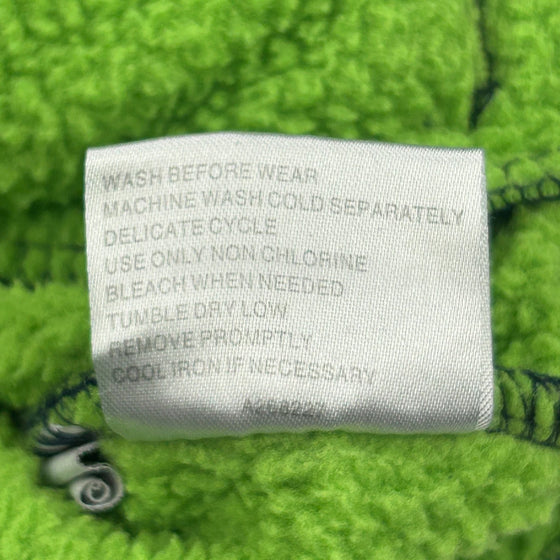 WASH BEFORE WEAR
MACHINE WASH COLD SEPARATELY
DELICATE CYCLE
USE ONLY NON CHLORINE
BLEACH WHEN NEEDED
TUMBLE DRY LOW
REMOVE PROMPTLY
COOL IRON IF NECESSARY